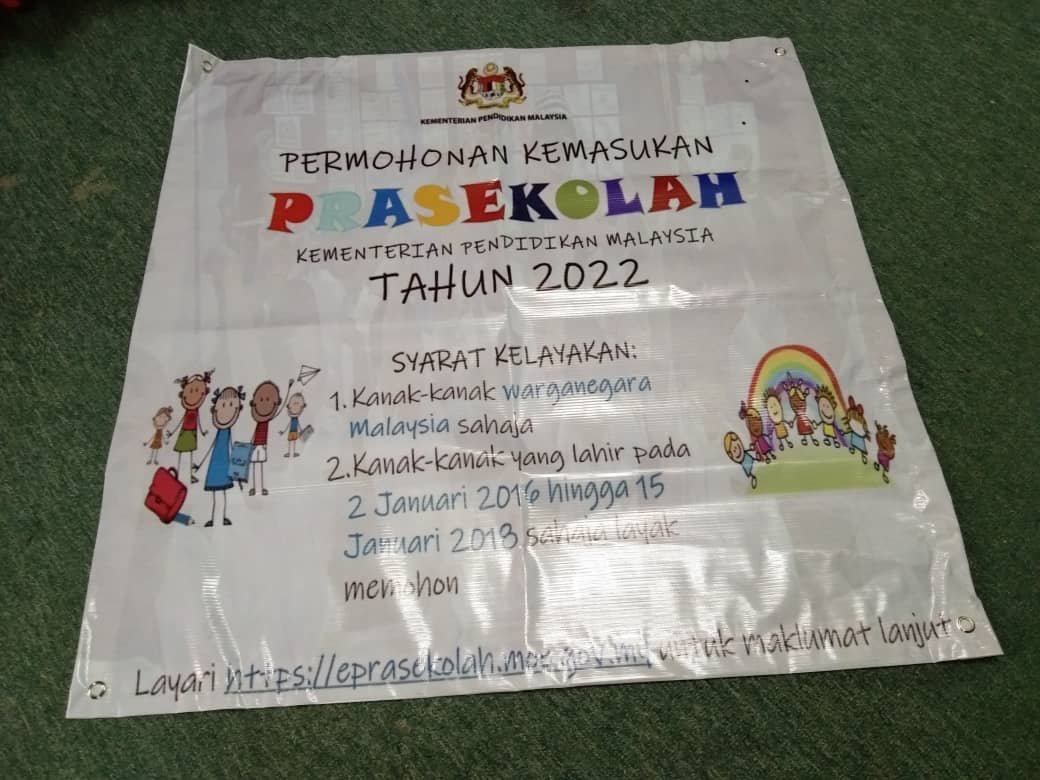 KEMENTERIAN PENDIDIKAN MALAYSIA
PERMOHONAN KEMASUKAN
PRASEKOLAH
KEMENTERIAN PENDIDIKAN MALAYSIA
TAHUN 2022
SYARAT KELAYAKAN:
1. Kanak-kanak warganegara
malaysia sahaja
2. Kanak-kanak yang lahir pada
2 Januari 2016 hingga 15
Januari 2018 sahaja layak
memohon
Layari https://eprasekolah.moe.gov.my untuk maklumat lanjut